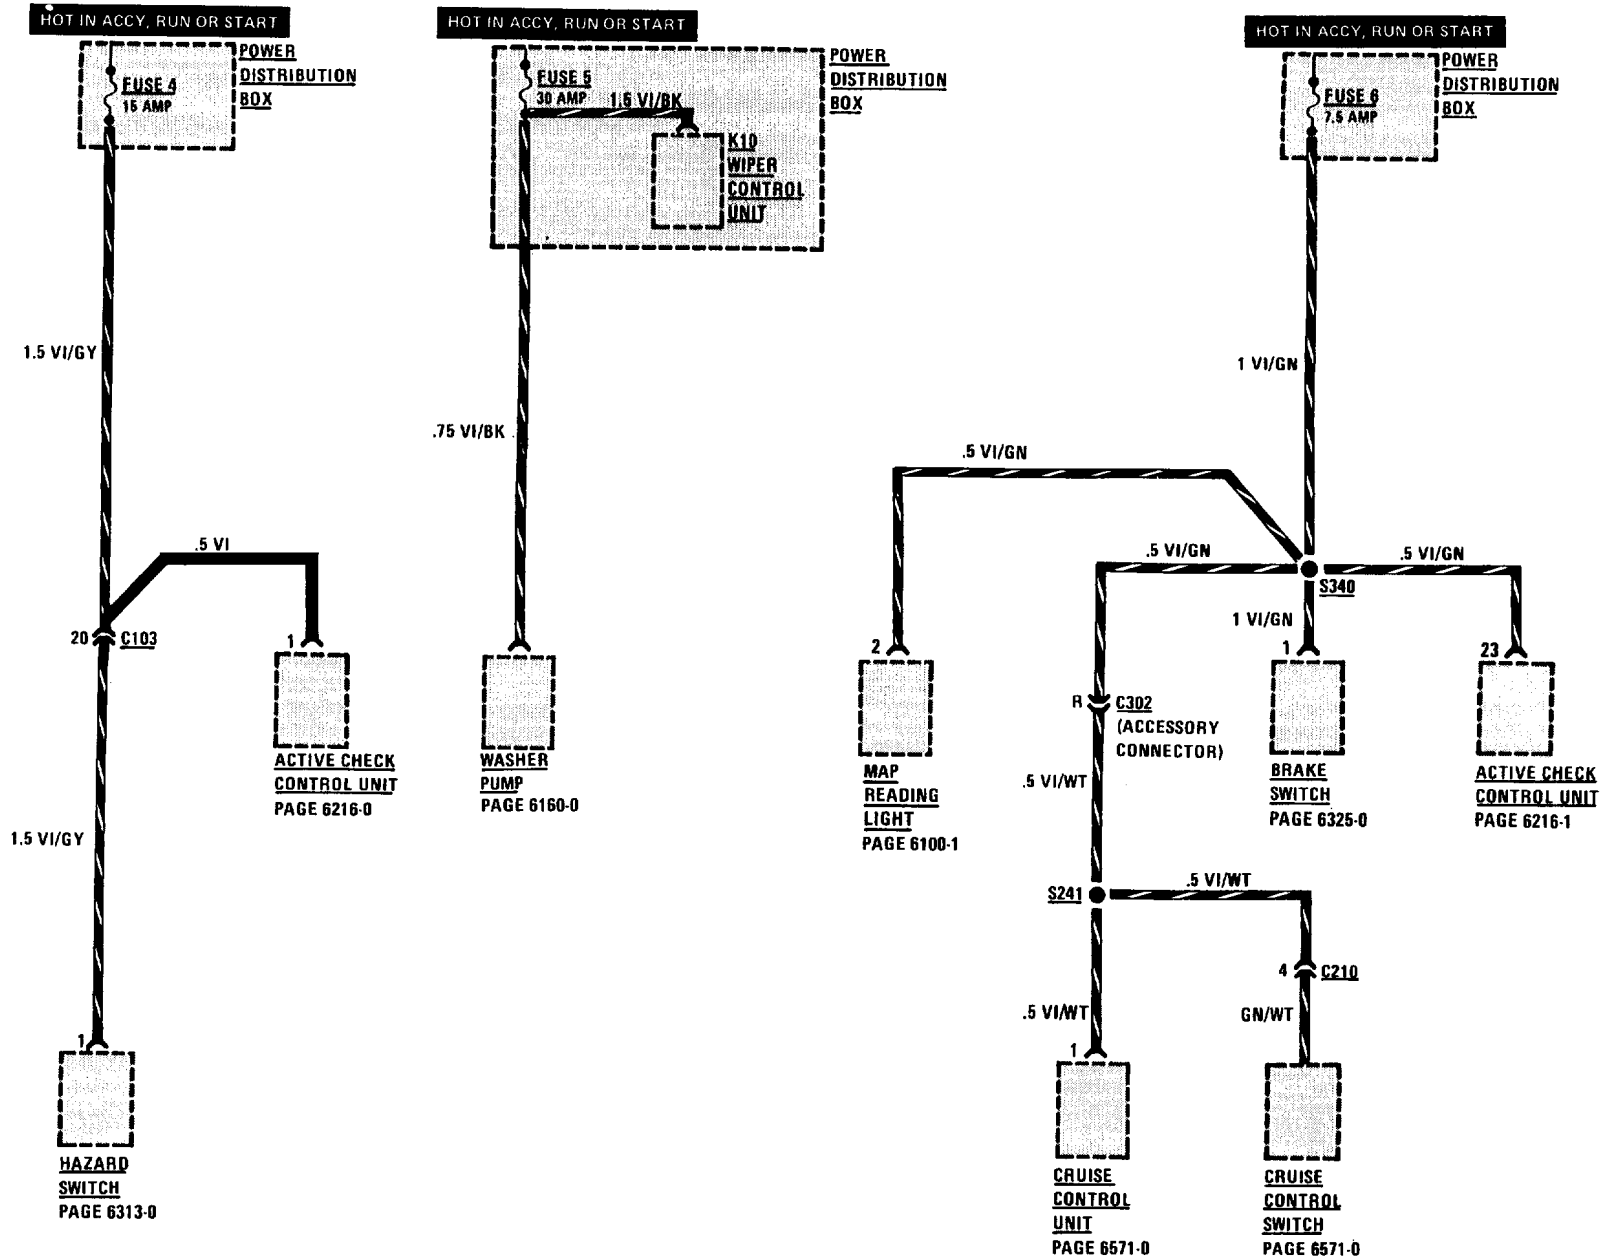 HOT IN ACCY, RUN OR START
POWER
DISTRIBUTION
BOX
FUSE 4
15 AMP
1.5 VI/GY
.5 VI
20
C103
1
ACTIVE CHECK
CONTROL UNIT
PAGE 6216-0
1.5 VI/GY
1
HAZARD
SWITCH
PAGE 6313-0
HOT IN ACCY, RUN OR START
POWER
DISTRIBUTION
BOX
FUSE 5
30 AMP
1.5 VI/BK
K10
WIPER
CONTROL
UNIT
.75 VI/BK
WASHER
PUMP
PAGE 6160-0
HOT IN ACCY, RUN OR START
POWER
DISTRIBUTION
BOX
FUSE 6
7.5 AMP
1 VI/GN
.5 VI/GN
.5 VI/GN
.5 VI/GN
S340
1 VI/GN
2
MAP
READING
LIGHT
PAGE 6100-1
R
C302
(ACCESSORY
CONNECTOR)
1
BRAKE
SWITCH
PAGE 6325-0
23
ACTIVE CHECK
CONTROL UNIT
PAGE 6216-1
.5 VI/WT
S241
.5 VI/WT
4
C210
.5 VI/WT
GN/WT
1
CRUISE
CONTROL
UNIT
PAGE 6571-0
CRUISE
CONTROL
SWITCH
PAGE 6571-0